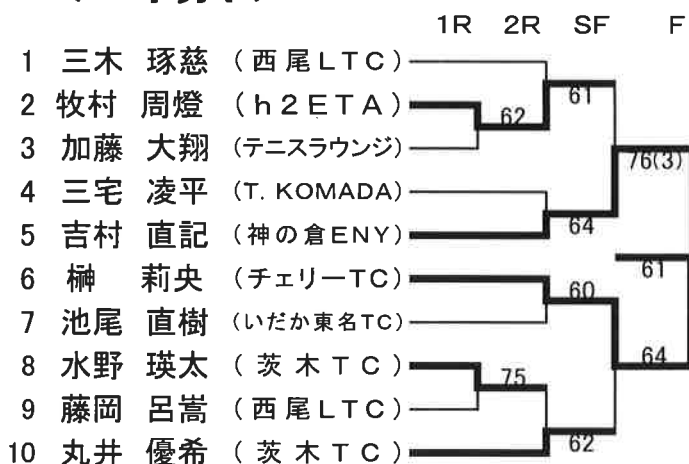 1R 2R SF F
1 三木 琢慈 (西尾LTC)
61
2 牧村 周燈 (h2ETA)
62
3 加藤 大翔 (テニスラウンジ)
76(3)
4 三宅 凌平 (T. KOMADA)
64
5 吉村 直記 (神の倉ENY)
61
6 榊 莉央 (チェリーTC)
60
7 池尾 直樹 (いだか東名TC)
64
8 水野 瑛太 (茨木TC)
75
9 藤岡 呂嵩 (西尾LTC)
62
10 丸井 優希 (茨木TC)